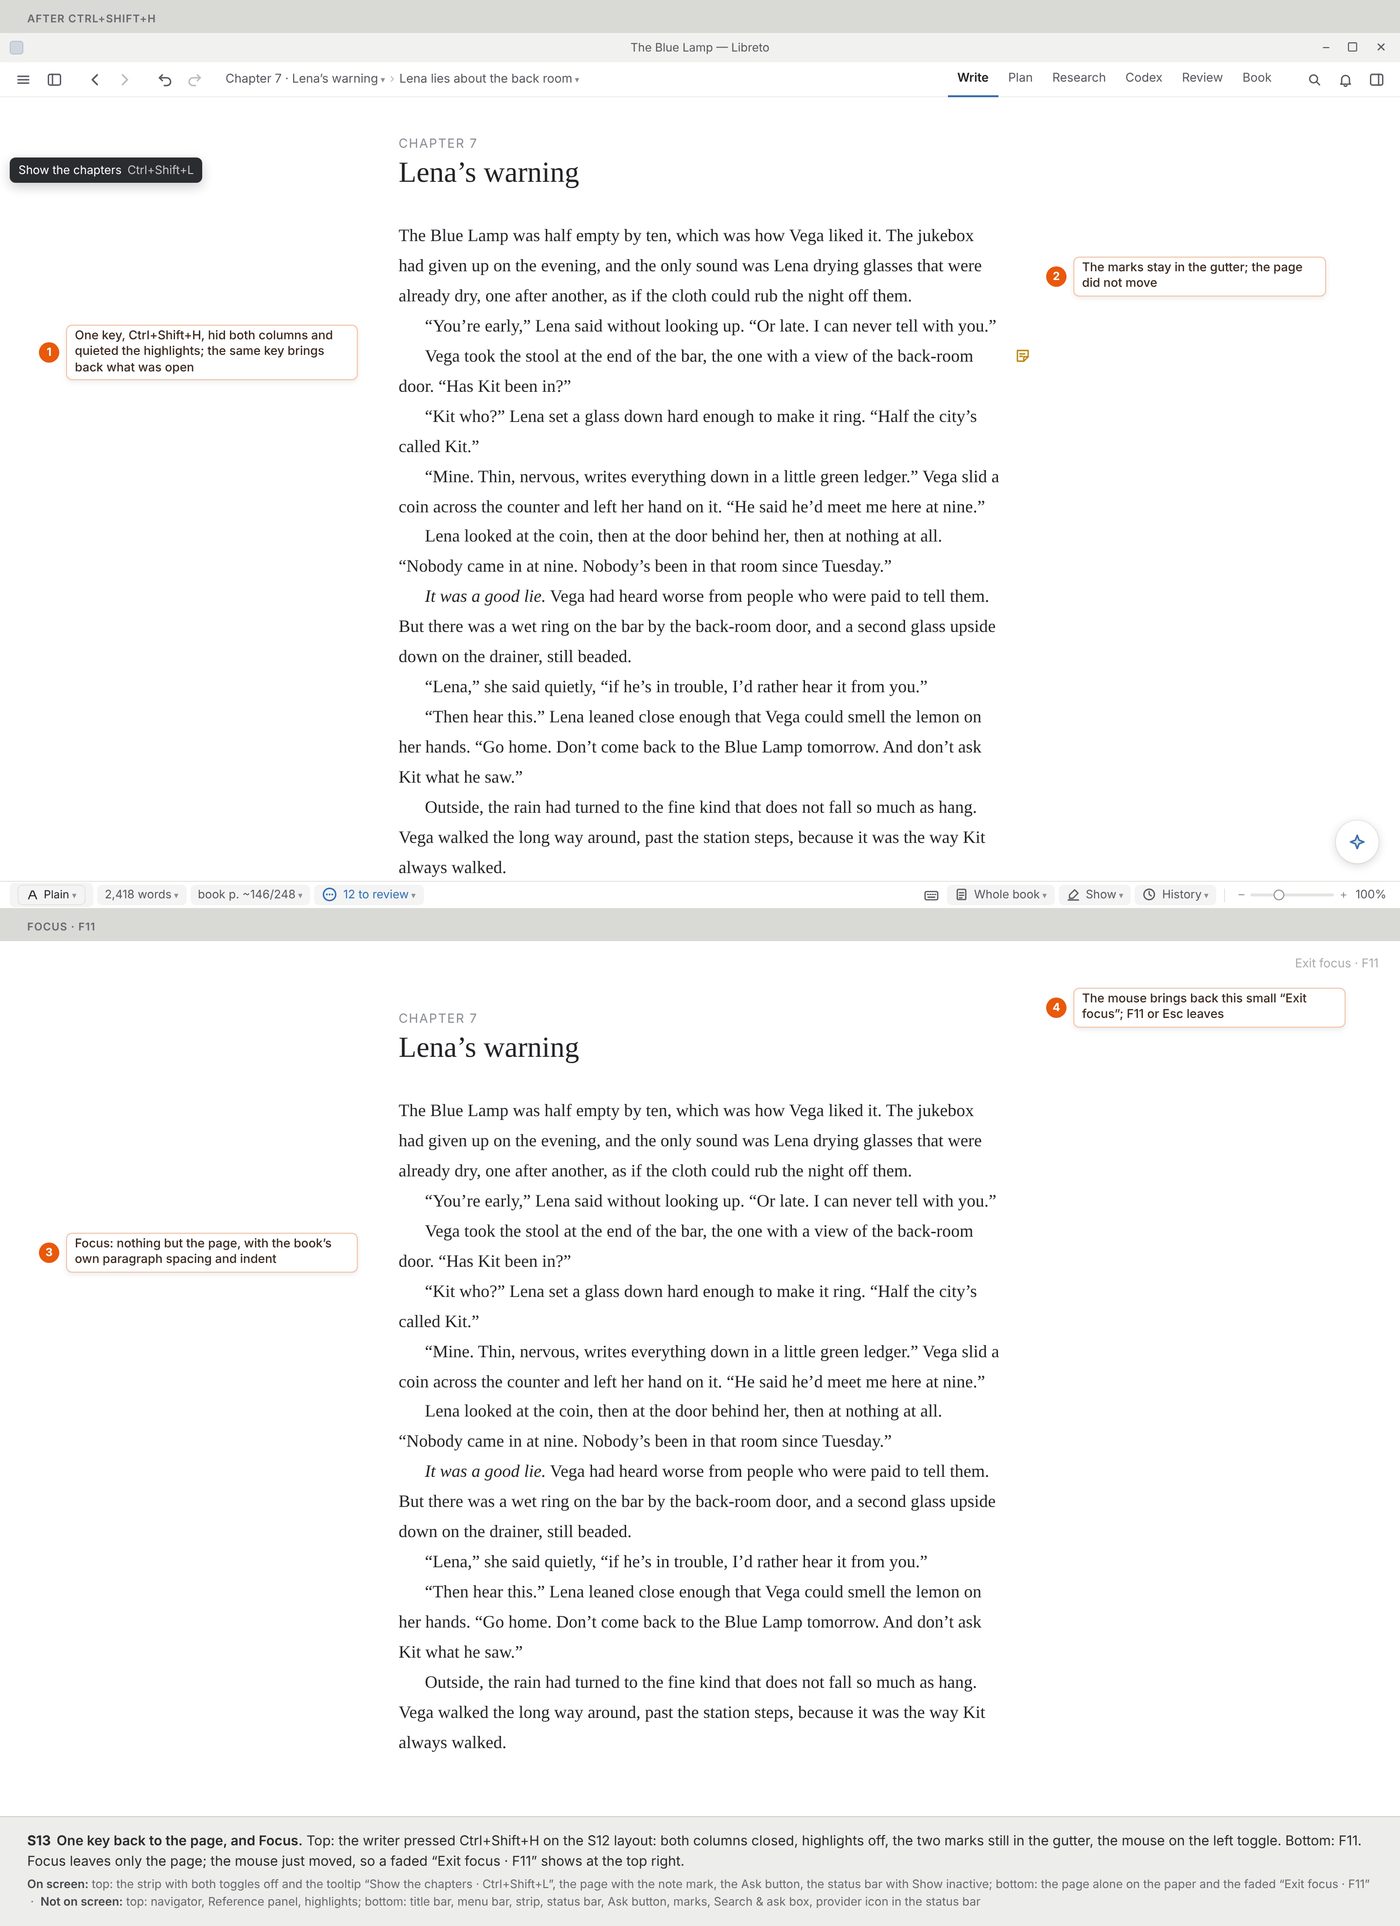 AFTER CTRL+SHIFT+H
The Blue Lamp — Libreto
Chapter 7 · Lena’s warning ▾ › Lena lies about the back room ▾
Write Plan Research Codex Review Book
CHAPTER 7
Show the chapters Ctrl+Shift+L
Lena’s warning
The Blue Lamp was half empty by ten, which was how Vega liked it. The jukebox
had given up on the evening, and the only sound was Lena drying glasses that were
already dry, one after another, as if the cloth could rub the night off them.
2 The marks stay in the gutter; the page
did not move
“You’re early,” Lena said without looking up. “Or late. I can never tell with you.”
1 One key, Ctrl+Shift+H, hid both columns and
quieted the highlights; the same key brings
back what was open
Vega took the stool at the end of the bar, the one with a view of the back-room
door. “Has Kit been in?”
“Kit who?” Lena set a glass down hard enough to make it ring. “Half the city’s
called Kit.”
“Mine. Thin, nervous, writes everything down in a little green ledger.” Vega slid a
coin across the counter and left her hand on it. “He said he’d meet me here at nine.”
Lena looked at the coin, then at the door behind her, then at nothing at all.
“Nobody came in at nine. Nobody’s been in that room since Tuesday.”
It was a good lie. Vega had heard worse from people who were paid to tell them.
But there was a wet ring on the bar by the back-room door, and a second glass upside
down on the drainer, still beaded.
“Lena,” she said quietly, “if he’s in trouble, I’d rather hear it from you.”
“Then hear this.” Lena leaned close enough that Vega could smell the lemon on
her hands. “Go home. Don’t come back to the Blue Lamp tomorrow. And don’t ask
Kit what he saw.”
Outside, the rain had turned to the fine kind that does not fall so much as hang.
Vega walked the long way around, past the station steps, because it was the way Kit
always walked.
A Plain ▾ 2,418 words ▾ book p. ~146/248 ▾ 12 to review ▾ Whole book ▾ Show ▾ History ▾ − + 100%
FOCUS · F11
Exit focus · F11
4 The mouse brings back this small “Exit
focus”; F11 or Esc leaves
CHAPTER 7
Lena’s warning
The Blue Lamp was half empty by ten, which was how Vega liked it. The jukebox
had given up on the evening, and the only sound was Lena drying glasses that were
already dry, one after another, as if the cloth could rub the night off them.
“You’re early,” Lena said without looking up. “Or late. I can never tell with you.”
Vega took the stool at the end of the bar, the one with a view of the back-room
door. “Has Kit been in?”
3 Focus: nothing but the page, with the book’s
own paragraph spacing and indent
“Kit who?” Lena set a glass down hard enough to make it ring. “Half the city’s
called Kit.”
“Mine. Thin, nervous, writes everything down in a little green ledger.” Vega slid a
coin across the counter and left her hand on it. “He said he’d meet me here at nine.”
Lena looked at the coin, then at the door behind her, then at nothing at all.
“Nobody came in at nine. Nobody’s been in that room since Tuesday.”
It was a good lie. Vega had heard worse from people who were paid to tell them.
But there was a wet ring on the bar by the back-room door, and a second glass upside
down on the drainer, still beaded.
“Lena,” she said quietly, “if he’s in trouble, I’d rather hear it from you.”
“Then hear this.” Lena leaned close enough that Vega could smell the lemon on
her hands. “Go home. Don’t come back to the Blue Lamp tomorrow. And don’t ask
Kit what he saw.”
Outside, the rain had turned to the fine kind that does not fall so much as hang.
Vega walked the long way around, past the station steps, because it was the way Kit
always walked.
S13 One key back to the page, and Focus. Top: the writer pressed Ctrl+Shift+H on the S12 layout: both columns closed, highlights off, the two marks still in the gutter, the mouse on the left toggle. Bottom: F11.
Focus leaves only the page; the mouse just moved, so a faded “Exit focus · F11” shows at the top right.
On screen: top: the strip with both toggles off and the tooltip “Show the chapters · Ctrl+Shift+L”, the page with the note mark, the Ask button, the status bar with Show inactive; bottom: the page alone on the paper and the faded “Exit focus · F11”
· Not on screen: top: navigator, Reference panel, highlights; bottom: title bar, menu bar, strip, status bar, Ask button, marks, Search & ask box, provider icon in the status bar